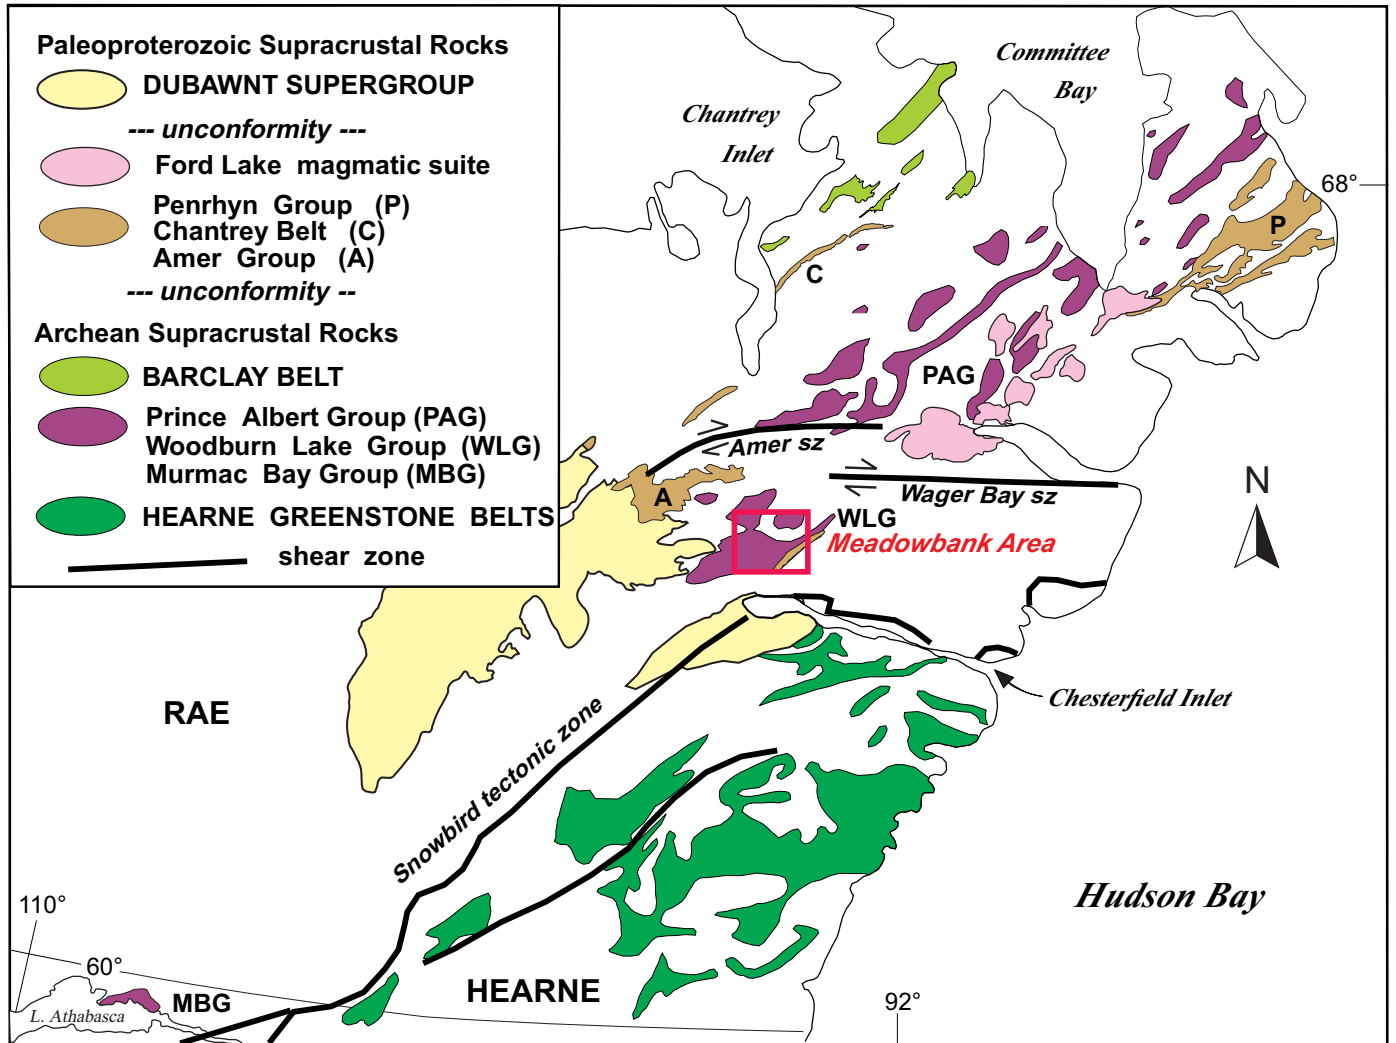 Paleoproterozoic Supracrustal Rocks
DUBAWNT SUPERGROUP
--- unconformity ---
Ford Lake magmatic suite
Penrhyn Group (P)
Chantrey Belt (C)
Amer Group (A)
--- unconformity --
Archean Supracrustal Rocks
BARCLAY BELT
Prince Albert Group (PAG)
Woodburn Lake Group (WLG)
Murmac Bay Group (MBG)
HEARNE GREENSTONE BELTS
shear zone
Committee
Bay
Chantrey
Inlet
68°
P
C
PAG
Amer sz
A
Wager Bay sz
N
WLG
Meadowbank Area
Chesterfield Inlet
RAE
Snowbird tectonic zone
Hudson Bay
110°
60°
MBG
L. Athabasca
HEARNE
92°